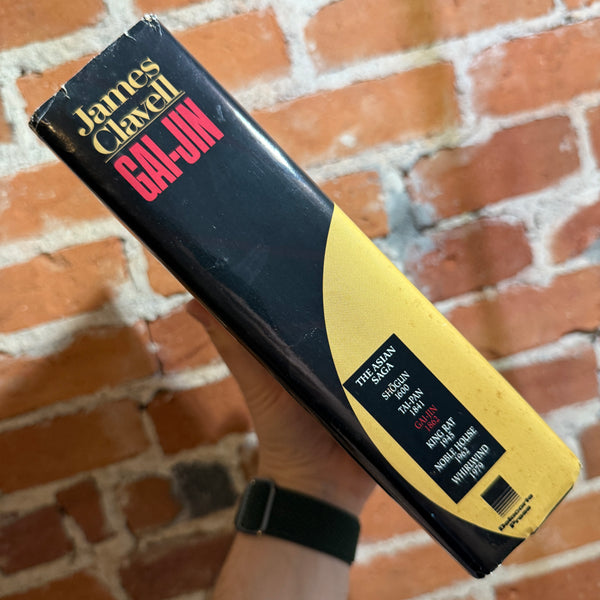 James
Clavell
GAI-JIN
THE ASIAN
SAGA
SHŌGUN
1600
TAI-PAN
1841
GAI-JIN
1862
KING RAT
1945
NOBLE HOUSE
1962
WHIRLWIND
1979
Delacorte
Press